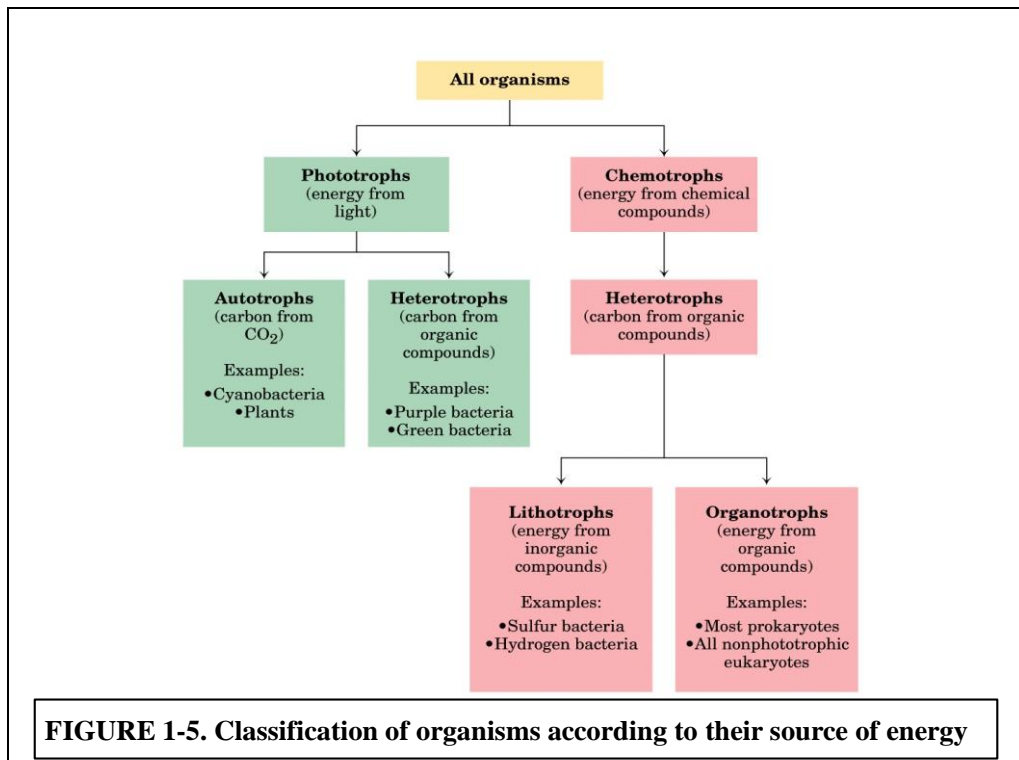 All organisms
Phototrophs
(energy from
light)
Chemotrophs
(energy from chemical
compounds)
Autotrophs
(carbon from
CO₂)
Examples:
•Cyanobacteria
•Plants
Heterotrophs
(carbon from
organic
compounds)
Examples:
•Purple bacteria
•Green bacteria
Heterotrophs
(carbon from organic
compounds)
Lithotrophs
(energy from
inorganic
compounds)
Examples:
•Sulfur bacteria
•Hydrogen bacteria
Organotrophs
(energy from
organic
compounds)
Examples:
•Most prokaryotes
•All nonphototrophic
eukaryotes
FIGURE 1-5. Classification of organisms according to their source of energy